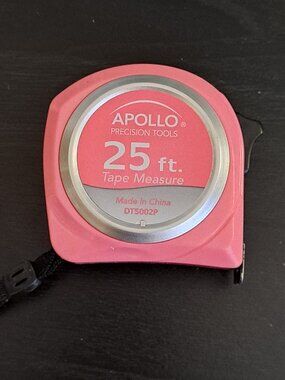 APOLLO®
PRECISION TOOLS
25 ft.
Tape Measure
Made in China
DT5002P